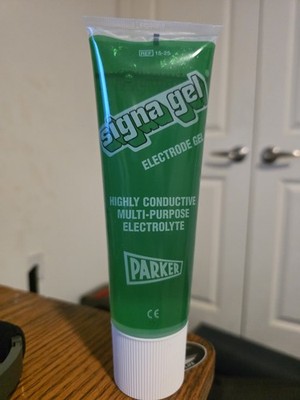 REF 15-25
signa gel®
ELECTRODE GEL
HIGHLY CONDUCTIVE
MULTI-PURPOSE
ELECTROLYTE
PARKER
CE